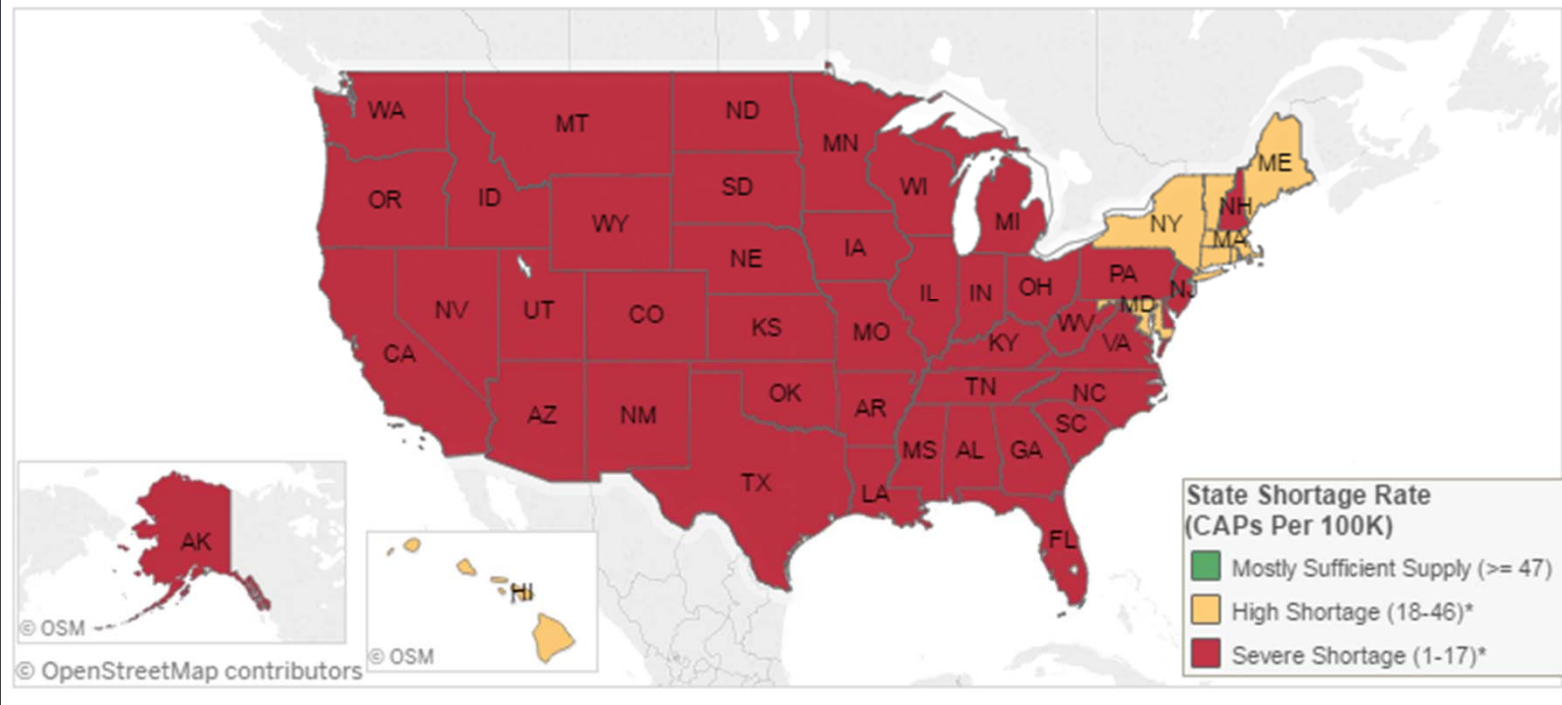 WA
MT
ND
MN
ME
OR
ID
SD
WI
NH
WY
MI
NY
MA
NE
IA
PA
NJ
NV
UT
CO
IL
IN
OH
MD
KS
MO
WV
VA
CA
KY
OK
TN
NC
AZ
NM
AR
SC
MS
AL
GA
TX
LA
FL
AK
© OSM
HI
© OSM
© OpenStreetMap contributors
State Shortage Rate
(CAPs Per 100K)
Mostly Sufficient Supply (>= 47)
High Shortage (18-46)*
Severe Shortage (1-17)*